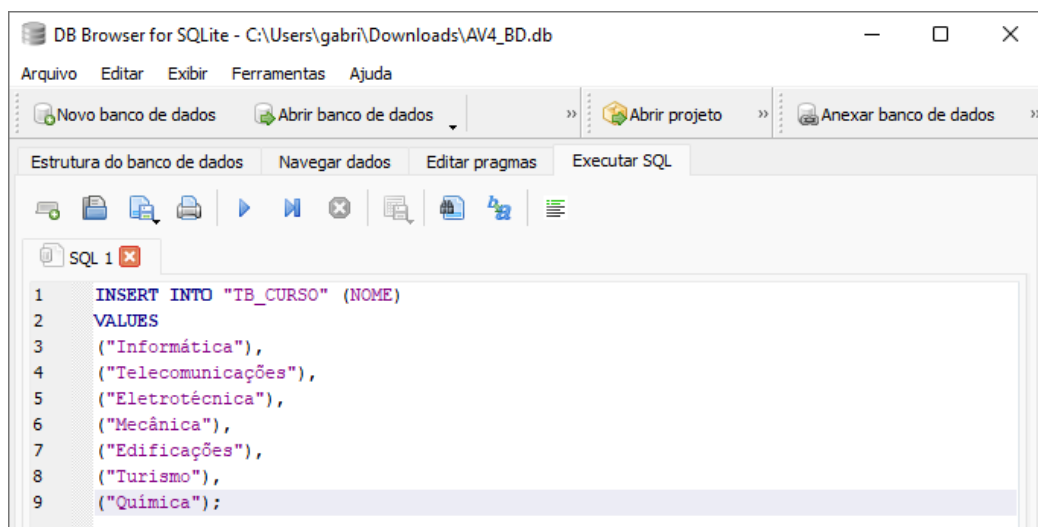 DB Browser for SQLite - C:\Users\gabri\Downloads\AV4_BD.db
Arquivo Editar Exibir Ferramentas Ajuda
Novo banco de dados Abrir banco de dados » Abrir projeto » Anexar banco de dados »
Estrutura do banco de dados Navegar dados Editar pragmas Executar SQL
SQL 1
1 INSERT INTO "TB_CURSO" (NOME)
2 VALUES
3 ("Informática"),
4 ("Telecomunicações"),
5 ("Eletrotécnica"),
6 ("Mecânica"),
7 ("Edificações"),
8 ("Turismo"),
9 ("Química");